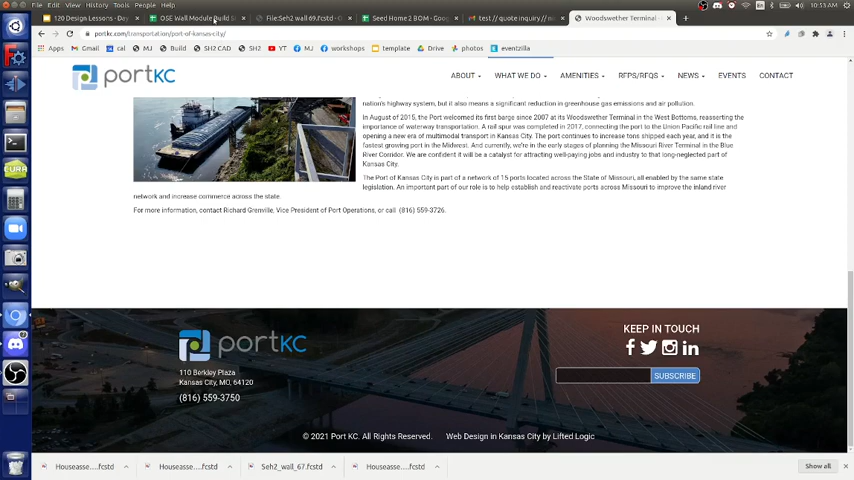 File Edit View History Tools People Help
10:53 AM
120 Design Lessons - Day
OSE Wall Module Build S
File:Seh2 wall 69.fcstd - O
Seed Home 2 BOM - Goog
test // quote inquiry // m
Woodswether Terminal
portkc.com/transportation/port-of-kansas-city/
Apps Gmail cal MJ Build SH2 CAD SH2 YT MJ workshops template Drive photos eventzilla
portkc
ABOUT WHAT WE DO AMENITIES RFPS/RFQS NEWS EVENTS CONTACT
nation's highway system, but it also means a significant reduction in greenhouse gas emissions and air pollution.
In August of 2015, the Port welcomed its first barge since 2007 at its Woodswether Terminal in the West Bottoms, reasserting the
importance of waterway transportation. A rail spur was completed in 2017, connecting the port to the Union Pacific rail line and
opening a new era of multimodal transport in Kansas City. The port continues to increase tons shipped each year, and it is the
fastest growing port in the Midwest. And currently, we're in the early stages of planning the Missouri River Terminal in the Blue
River Corridor. We are confident it will be a catalyst for attracting well-paying jobs and industry to that long-neglected part of
Kansas City.
The Port of Kansas City is part of a network of 15 ports located across the State of Missouri, all enabled by the same state
legislation. An important part of our role is to help establish and reactivate ports across Missouri to improve the inland river
network and increase commerce across the state.
For more information, contact Richard Grenville, Vice President of Port Operations, or call (816) 559-3726.
portkc
110 Berkley Plaza
Kansas City, MO, 64120
(816) 559-3750
KEEP IN TOUCH
SUBSCRIBE
© 2021 Port KC. All Rights Reserved. Web Design in Kansas City by Lifted Logic
Houseasse....fcstd
Houseasse....fcstd
Seh2_wall_67.fcstd
Houseasse....fcstd
Show all
CURA